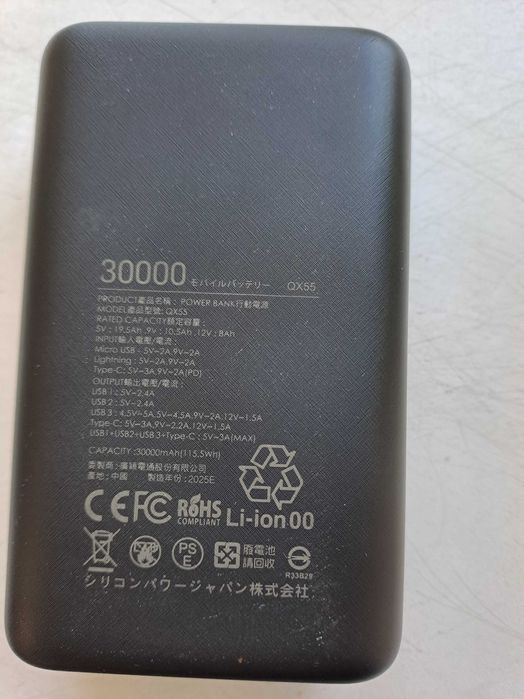 30000 モバイルバッテリー QX55
PRODUCT產品名稱: POWER BANK行動電源
MODEL產品型號: QX55
RATED CAPACITY額定容量:
5V : 19.5Ah ,9V : 10.5Ah ,12V : 8Ah
INPUT輸入電壓/電流:
Micro USB : 5V⎓2A,9V⎓2A
Lightning : 5V⎓2A,9V⎓2A
Type-C: 5V⎓3A,9V⎓2A(PD)
OUTPUT輸出電壓/電流:
USB 1 : 5V⎓2.4A
USB 2 : 5V⎓2.4A
USB 3 : 4.5V⎓5A,5V⎓4.5A,9V⎓2A,12V⎓1.5A
Type-C: 5V⎓3A,9V⎓2.2A,12V⎓1.5A
USB1+USB2+USB3+Type-C : 5V⎓3A(MAX)
CAPACITY:30000mAh(115.5Wh)
委製商: 廣穎電通股份有限公司
產地: 中國 製造年份: 2025E
CE FC RoHS COMPLIANT Li-ion 00
PS E 廢電池 請回收 R33B29
シリコンパワージャパン株式会社